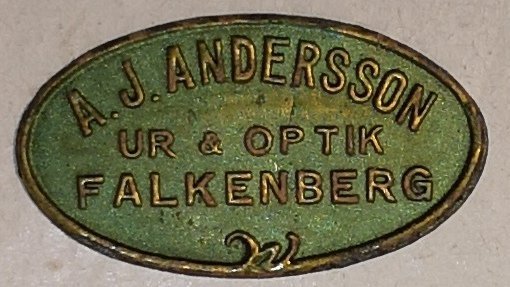 A.J. ANDERSSON
UR & OPTIK
FALKENBERG